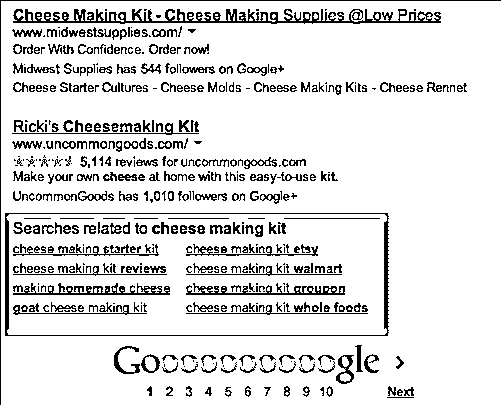 Cheese Making Kit - Cheese Making Supplies @Low Prices
www.midwestsupplies.com/
Order With Confidence. Order now!
Midwest Supplies has 544 followers on Google+
Cheese Starter Cultures - Cheese Molds - Cheese Making Kits - Cheese Rennet
Ricki's Cheesemaking Kit
www.uncommongoods.com/
5,114 reviews for uncommongoods.com
Make your own cheese at home with this easy-to-use kit.
UncommonGoods has 1,010 followers on Google+
Searches related to cheese making kit
cheese making starter kit cheese making kit etsy
cheese making kit reviews cheese making kit walmart
making homemade cheese cheese making kit groupon
goat cheese making kit cheese making kit whole foods
Goooooooooogle >
1 2 3 4 5 6 7 8 9 10 Next